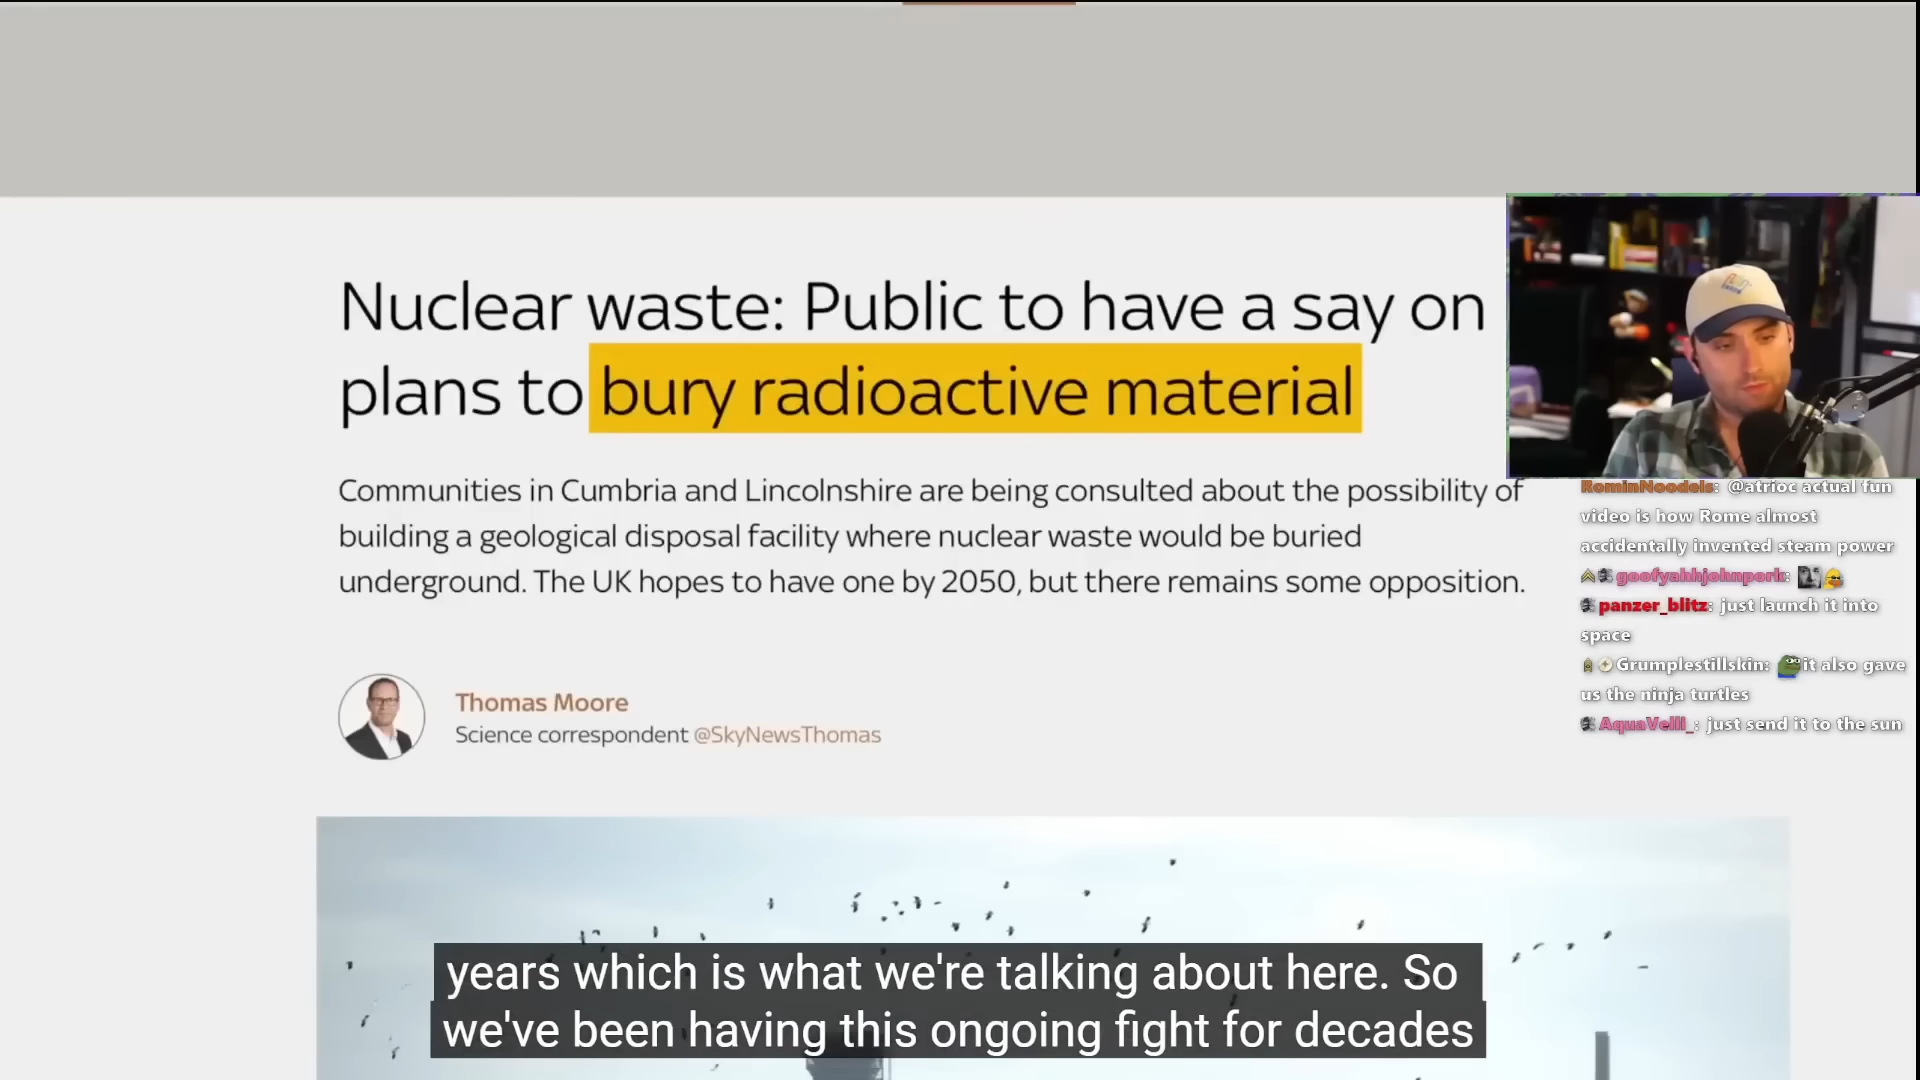 Nuclear waste: Public to have a say on
plans to bury radioactive material
Communities in Cumbria and Lincolnshire are being consulted about the possibility of
building a geological disposal facility where nuclear waste would be buried
underground. The UK hopes to have one by 2050, but there remains some opposition.
Thomas Moore
Science correspondent @SkyNewsThomas
RominNoodels: @atrioc actual fun
video is how Rome almost
accidentally invented steam power
goofyahhjohnpork:
panzer_blitz: just launch it into
space
Grumplestillskin: it also gave
us the ninja turtles
AquaVelli_: just send it to the sun
years which is what we're talking about here. So
we've been having this ongoing fight for decades